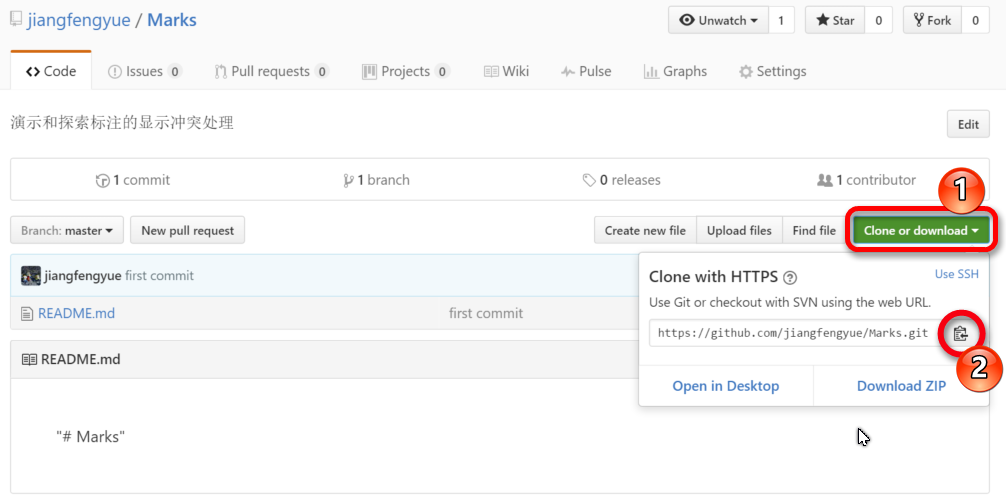 jiangfengyue / Marks
Unwatch 1 Star 0 Fork 0
Code Issues 0 Pull requests 0 Projects 0 Wiki Pulse Graphs Settings
演示和探索标注的显示冲突处理
Edit
1 commit 1 branch 0 releases 1 contributor
1
Branch: master New pull request Create new file Upload files Find file Clone or download
jiangfengyue first commit
Clone with HTTPS ? Use SSH
Use Git or checkout with SVN using the web URL.
README.md first commit
https://github.com/jiangfengyue/Marks.git
README.md
2
Open in Desktop Download ZIP
"# Marks"